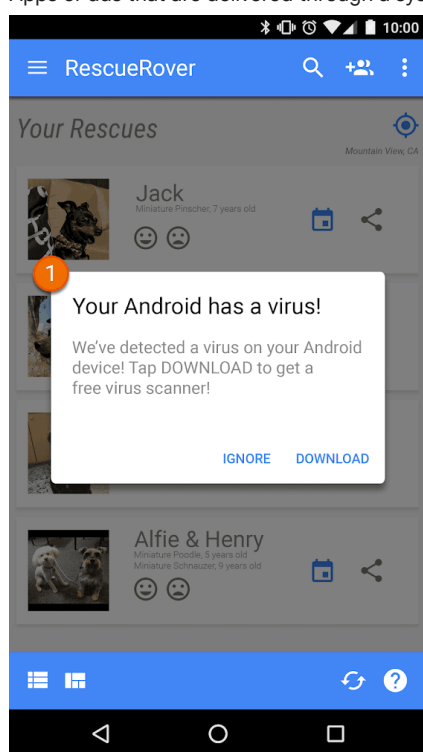 Apps or ads that are delivered through a sys
10:00
RescueRover
Your Rescues
Mountain View, CA
Jack
Miniature Pinscher, 7 years old
1
Your Android has a virus!
We've detected a virus on your Android
device! Tap DOWNLOAD to get a
free virus scanner!
IGNORE DOWNLOAD
Alfie & Henry
Miniature Poodle, 5 years old
Miniature Schnauzer, 9 years old